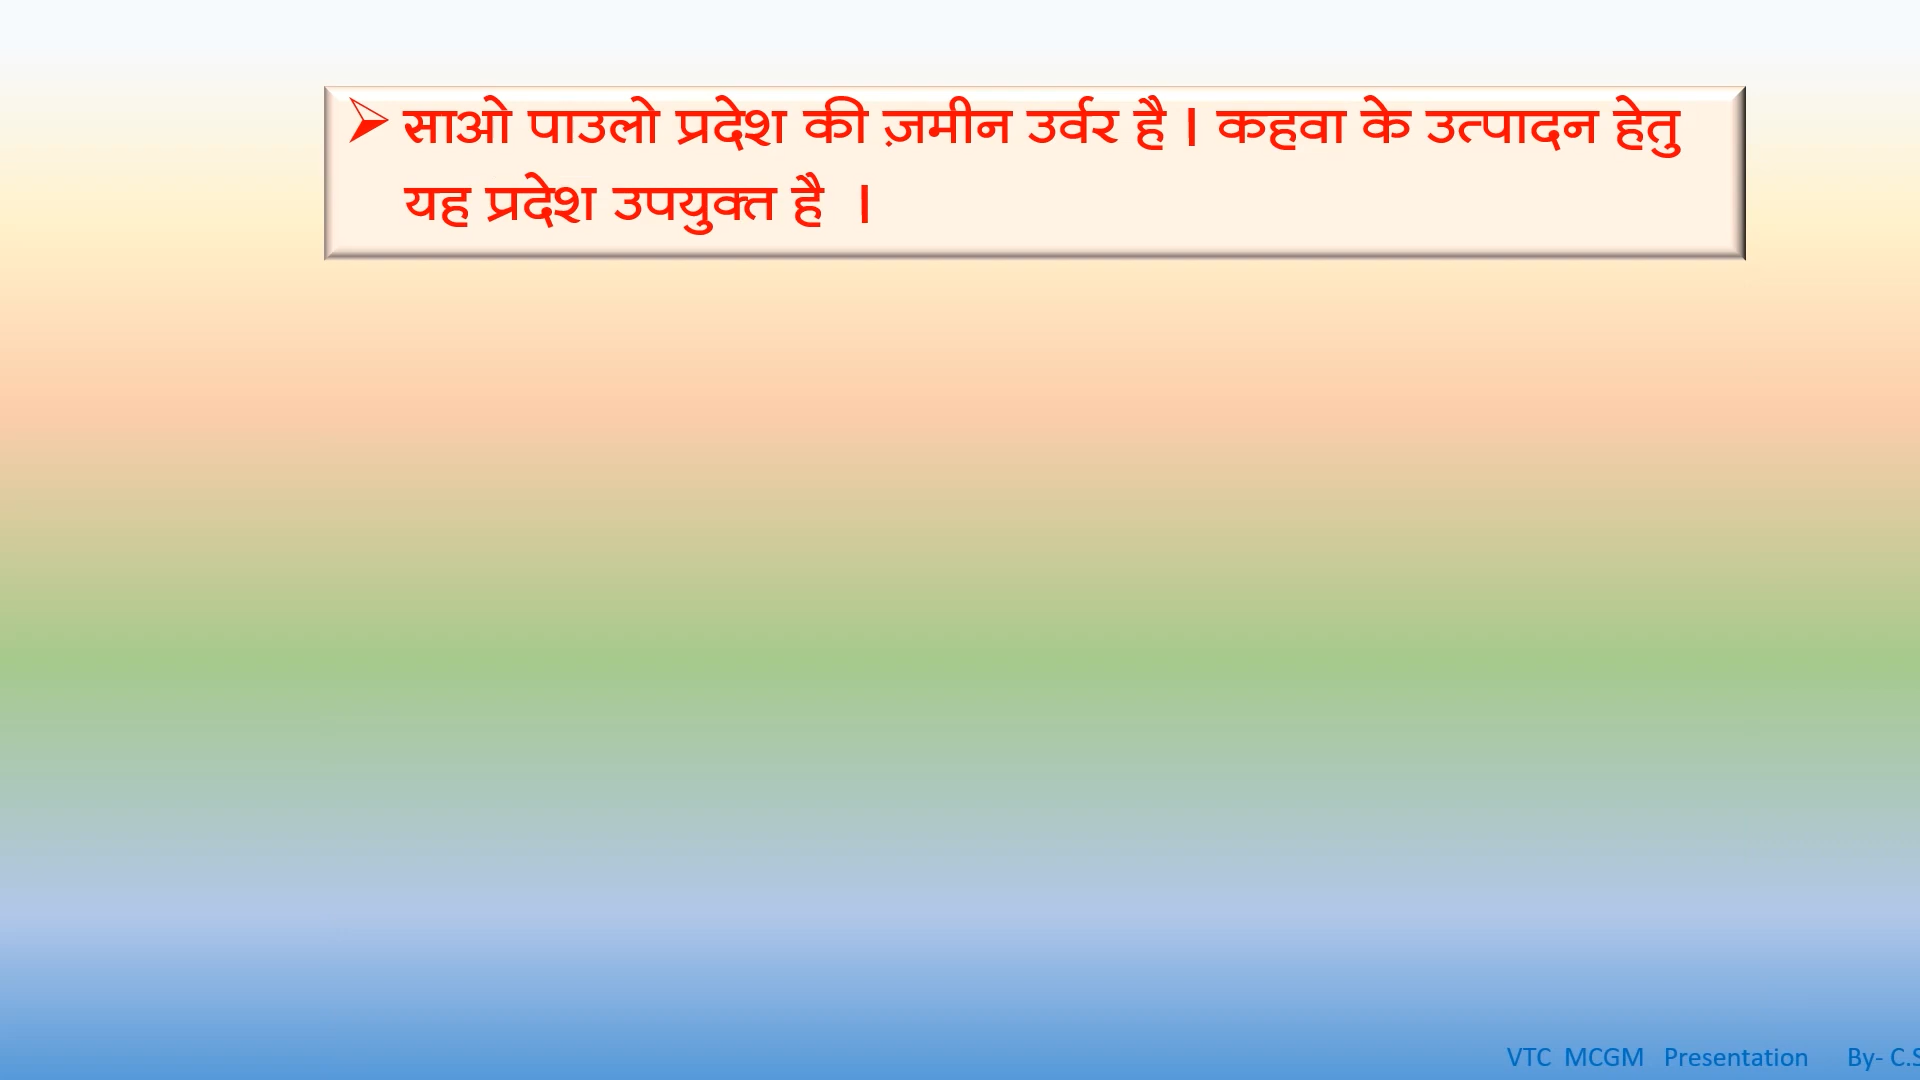 ➢ साओ पाउलो प्रदेश की ज़मीन उर्वर है । कहवा के उत्पादन हेतु
यह प्रदेश उपयुक्त है ।
VTC MCGM Presentation By- C.S